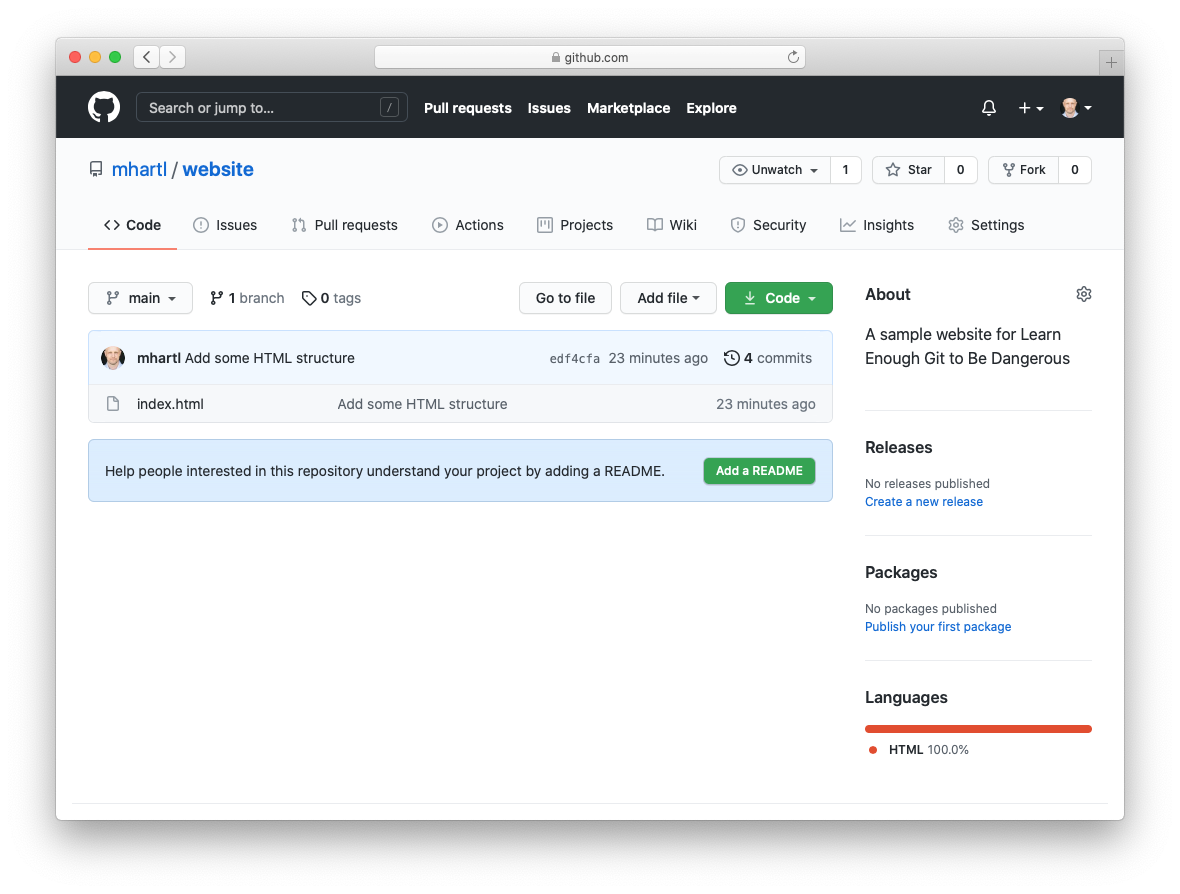 github.com
Search or jump to... / Pull requests Issues Marketplace Explore
mhartl / website Unwatch 1 Star 0 Fork 0
Code Issues Pull requests Actions Projects Wiki Security Insights Settings
main 1 branch 0 tags Go to file Add file Code
mhartl Add some HTML structure edf4cfa 23 minutes ago 4 commits
index.html Add some HTML structure 23 minutes ago
Help people interested in this repository understand your project by adding a README. Add a README
About
A sample website for Learn
Enough Git to Be Dangerous
Releases
No releases published
Create a new release
Packages
No packages published
Publish your first package
Languages
HTML 100.0%